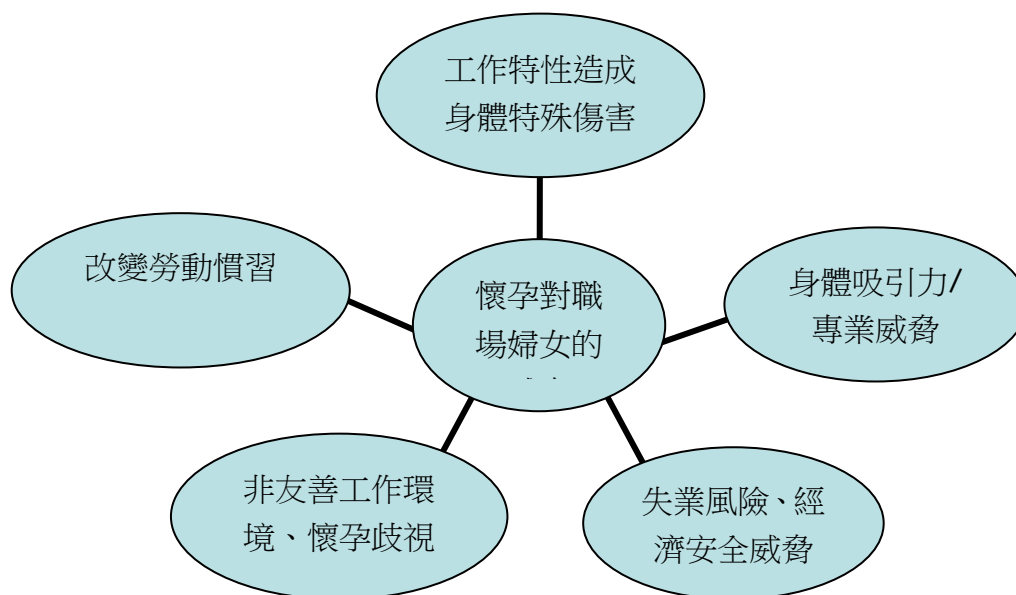 工作特性造成
身體特殊傷害
改變勞動慣習
懷孕對職
場婦女的
身體吸引力/
專業威脅
非友善工作環
境、懷孕歧視
失業風險、經
濟安全威脅